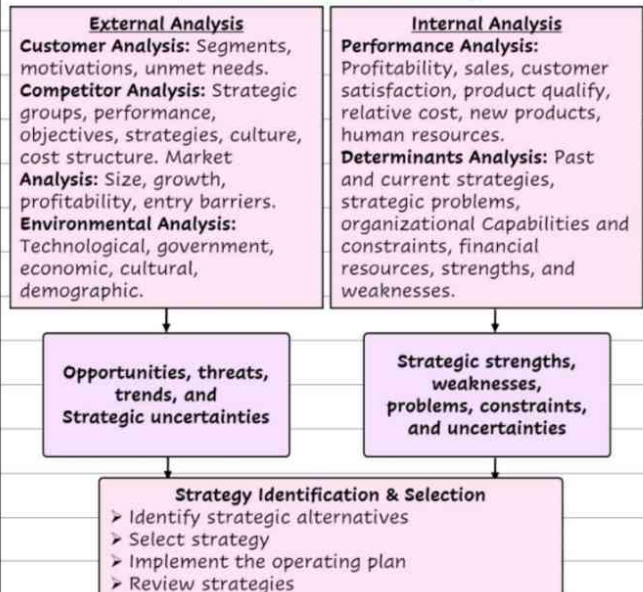 External Analysis
Customer Analysis: Segments,
motivations, unmet needs.
Competitor Analysis: Strategic
groups, performance,
objectives, strategies, culture,
cost structure. Market
Analysis: Size, growth,
profitability, entry barriers.
Environmental Analysis:
Technological, government,
economic, cultural,
demographic.
Internal Analysis
Performance Analysis:
Profitability, sales, customer
satisfaction, product qualify,
relative cost, new products,
human resources.
Determinants Analysis: Past
and current strategies,
strategic problems,
organizational Capabilities and
constraints, financial
resources, strengths, and
weaknesses.
Opportunities, threats,
trends, and
Strategic uncertainties
Strategic strengths,
weaknesses,
problems, constraints,
and uncertainties
Strategy Identification & Selection
➤ Identify strategic alternatives
➤ Select strategy
➤ Implement the operating plan
➤ Review strategies